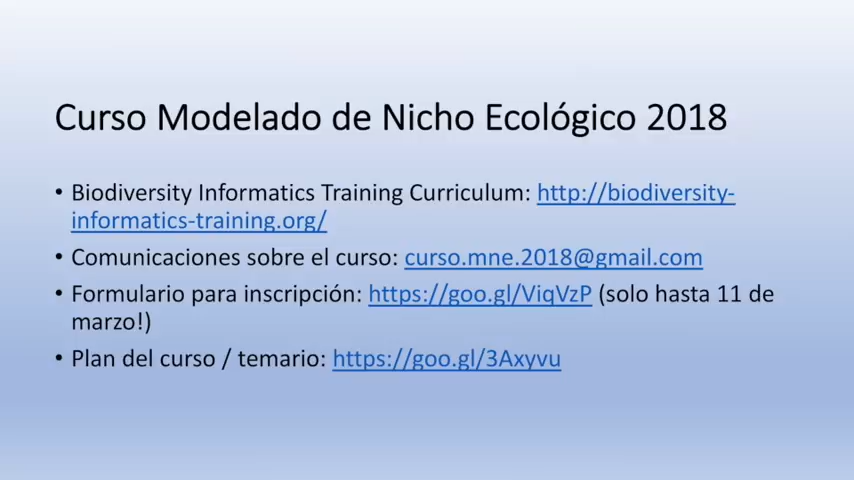 Curso Modelado de Nicho Ecológico 2018
• Biodiversity Informatics Training Curriculum: http://biodiversity-
informatics-training.org/
• Comunicaciones sobre el curso: curso.mne.2018@gmail.com
• Formulario para inscripción: https://goo.gl/ViqVzP (solo hasta 11 de
marzo!)
• Plan del curso / temario: https://goo.gl/3Axyvu